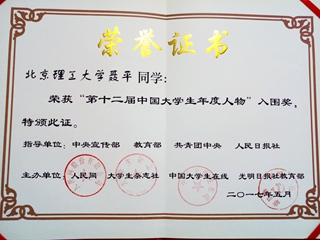 荣誉证书
北京理工大学聂平同学：
荣获“第十二届中国大学生年度人物”入围奖，
特颁此证。
指导单位：中央宣传部 教育部 共青团中央 人民日报社
主办单位：人民网 大学生杂志社 中国大学生在线 光明日报社教育部
二〇一七年五月